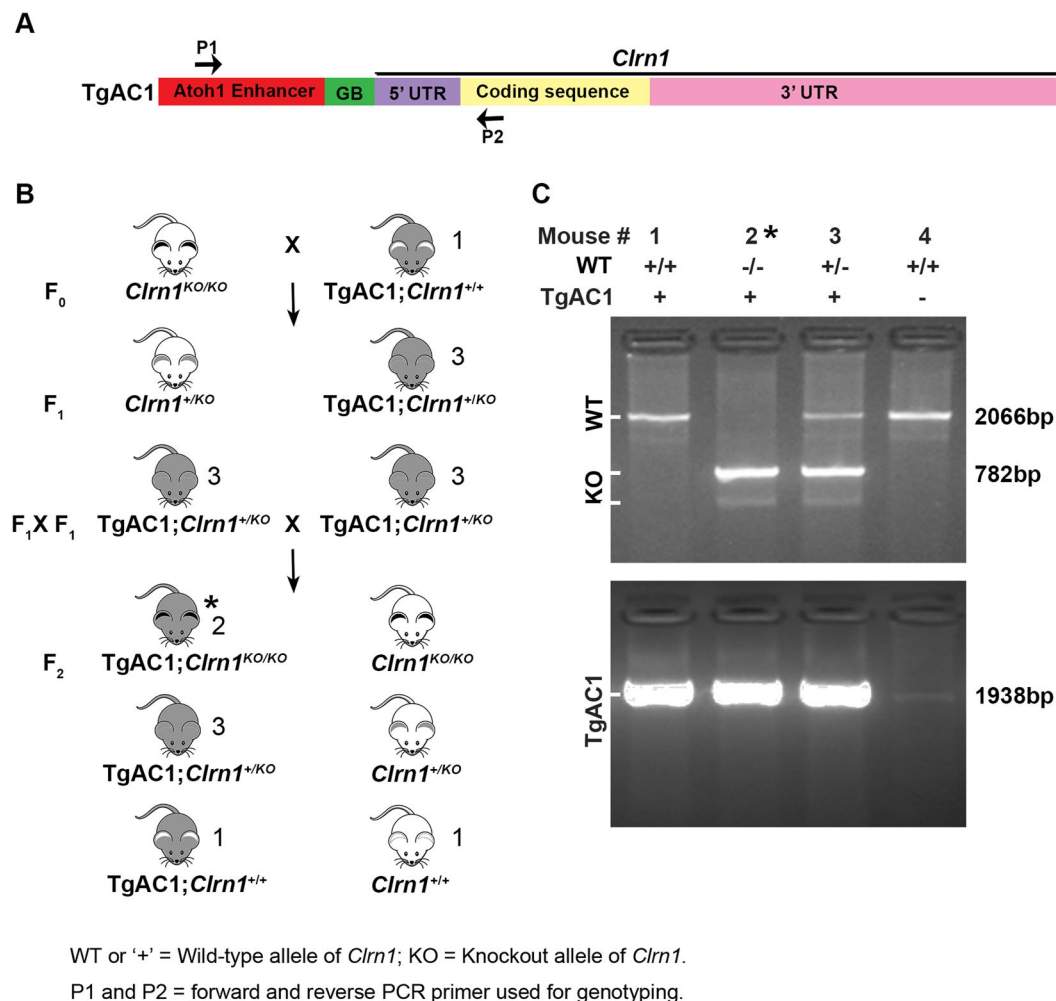 A
P1
Clrn1
TgAC1 Atoh1 Enhancer GB 5' UTR Coding sequence 3' UTR
P2
B
X
1
F0 Clrn1KO/KO TgAC1;Clrn1+/+
3
F1 Clrn1+/KO TgAC1;Clrn1+/KO
3 3
F1X F1 TgAC1;Clrn1+/KO X TgAC1;Clrn1+/KO
*
2
F2 TgAC1;Clrn1KO/KO Clrn1KO/KO
3
TgAC1;Clrn1+/KO Clrn1+/KO
1 1
TgAC1;Clrn1+/+ Clrn1+/+
C
Mouse # 1 2* 3 4
WT +/+ -/- +/- +/+
TgAC1 + + + -
WT 2066bp
KO 782bp
TgAC1 1938bp
WT or '+' = Wild-type allele of Clrn1; KO = Knockout allele of Clrn1.
P1 and P2 = forward and reverse PCR primer used for genotyping.